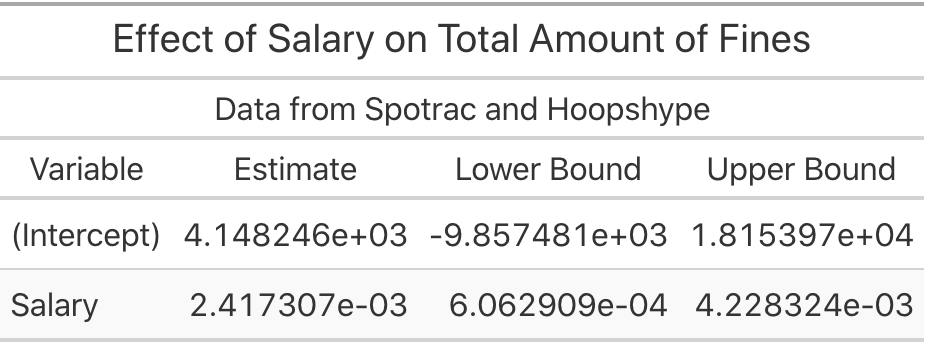 Effect of Salary on Total Amount of Fines
Data from Spotrac and Hoopshype
Variable Estimate Lower Bound Upper Bound
(Intercept) 4.148246e+03 -9.857481e+03 1.815397e+04
Salary 2.417307e-03 6.062909e-04 4.228324e-03